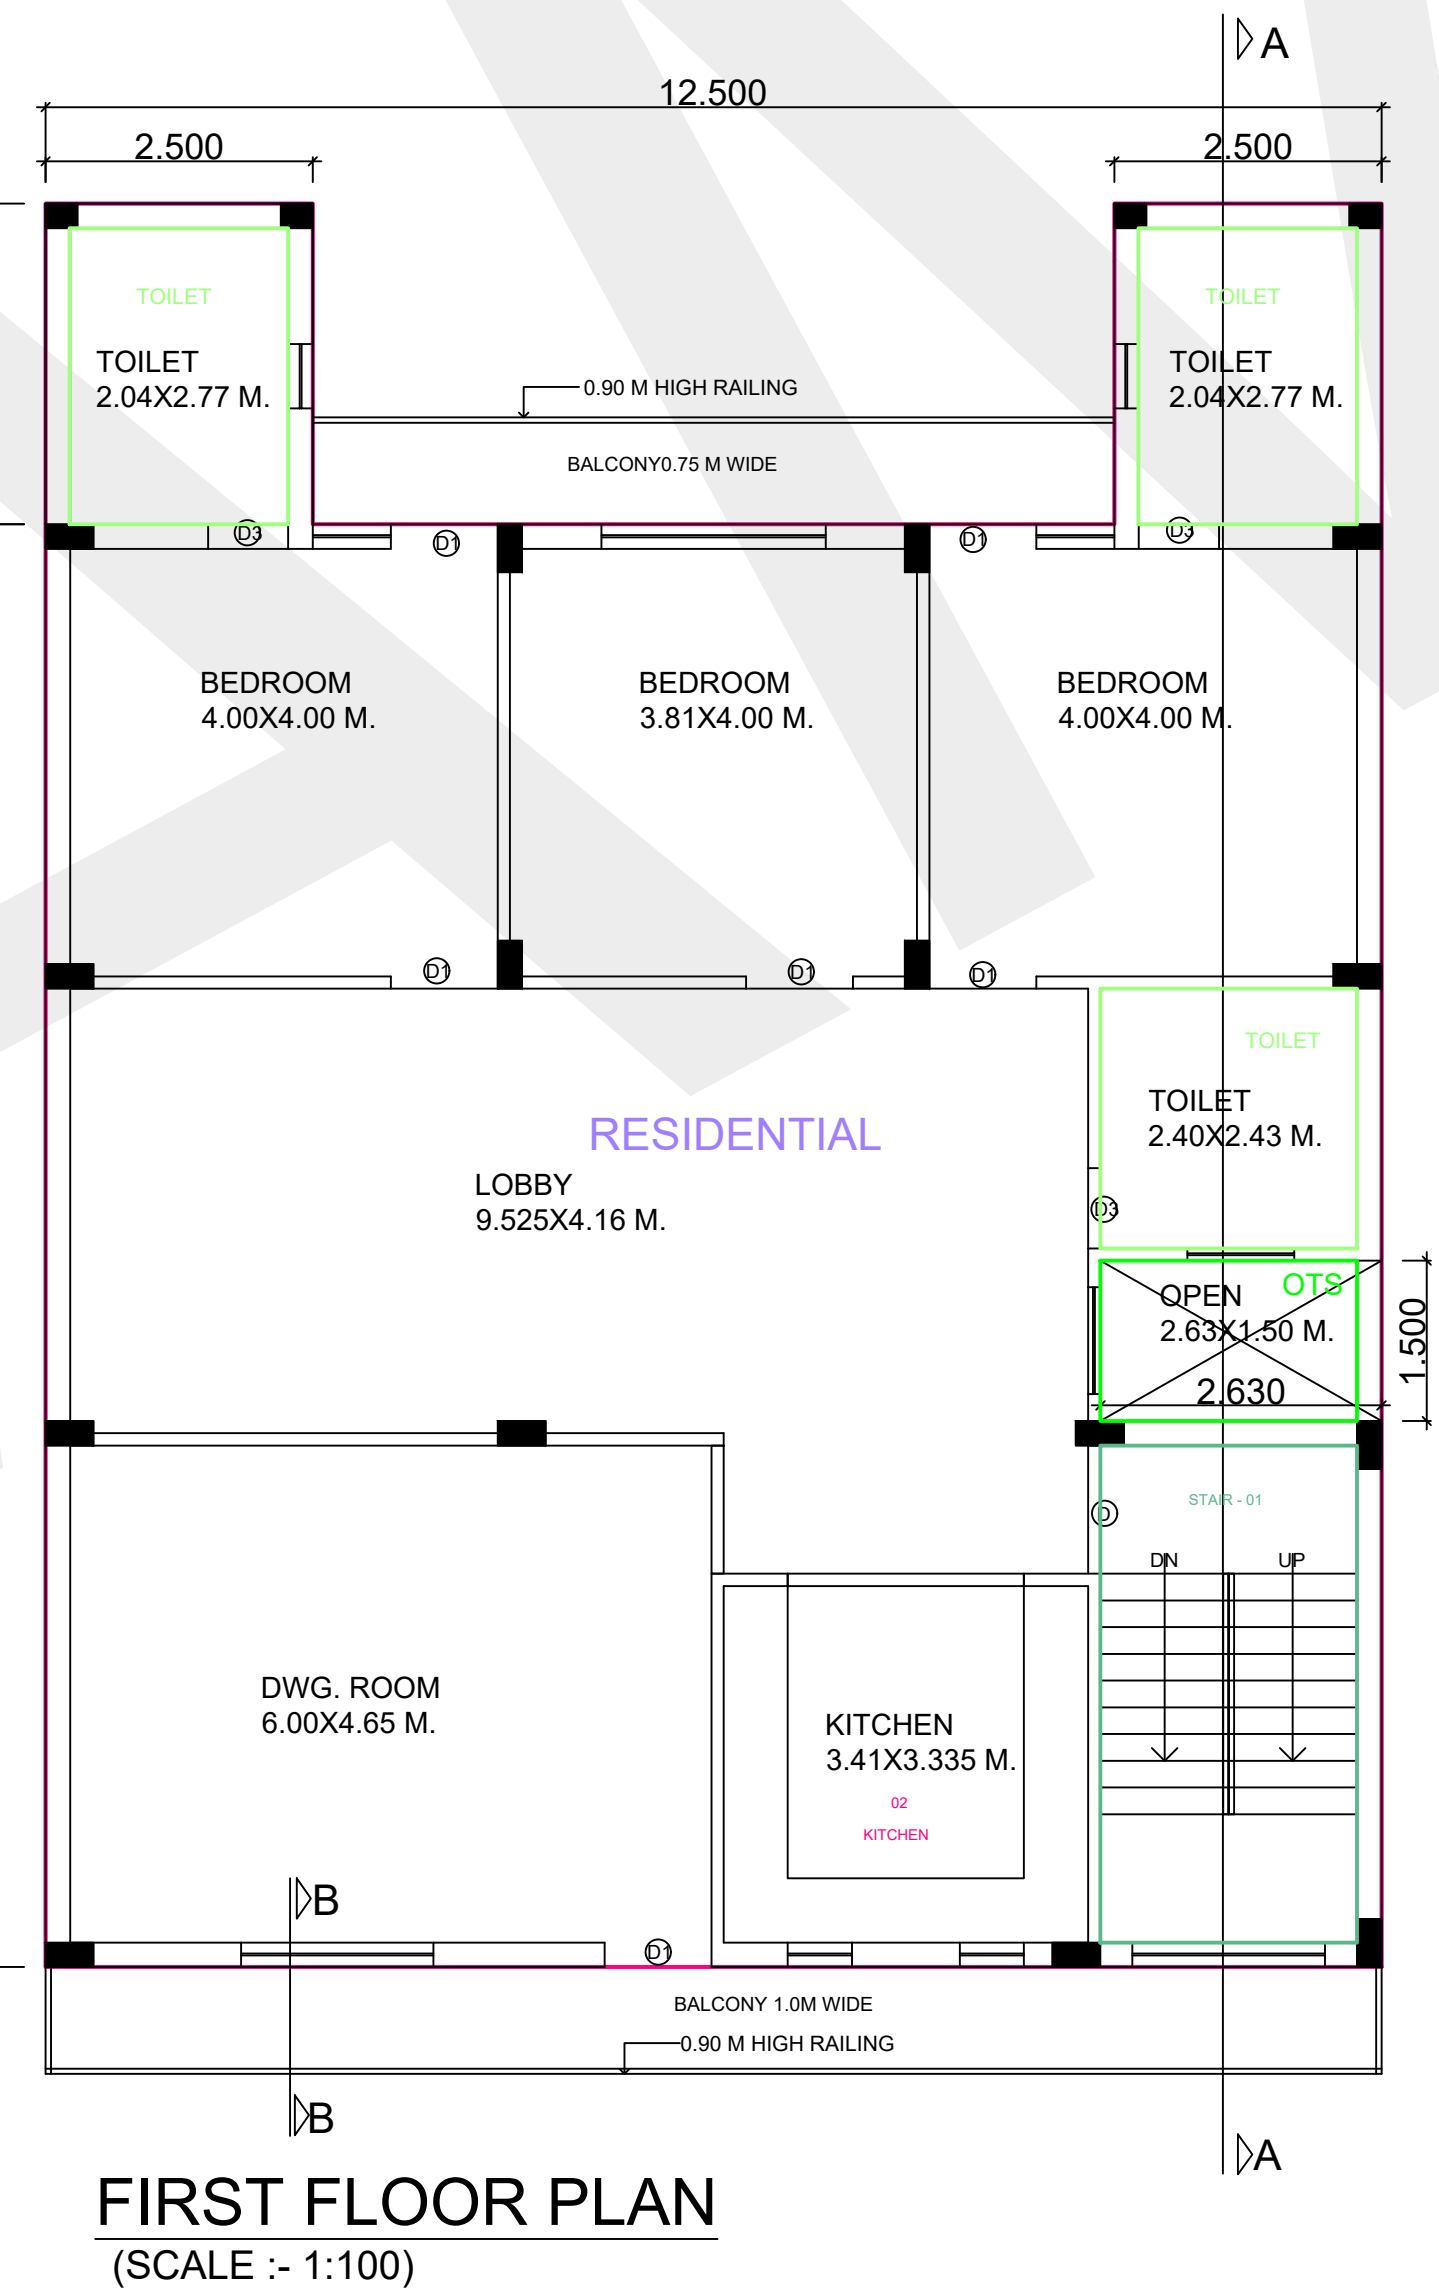 A
12.500
2.500
2.500
TOILET
TOILET
TOILET
2.04X2.77 M.
TOILET
2.04X2.77 M.
0.90 M HIGH RAILING
BALCONY0.75 M WIDE
D3
D1
D1
D3
BEDROOM
4.00X4.00 M.
BEDROOM
3.81X4.00 M.
BEDROOM
4.00X4.00 M.
D1
D1
D1
TOILET
TOILET
2.40X2.43 M.
RESIDENTIAL
LOBBY
9.525X4.16 M.
D3
OTS
OPEN
2.63X1.50 M.
1.500
2.630
STAIR - 01
D
DN
UP
DWG. ROOM
6.00X4.65 M.
KITCHEN
3.41X3.335 M.
02
KITCHEN
B
D1
BALCONY 1.0M WIDE
0.90 M HIGH RAILING
B
A
FIRST FLOOR PLAN
(SCALE :- 1:100)